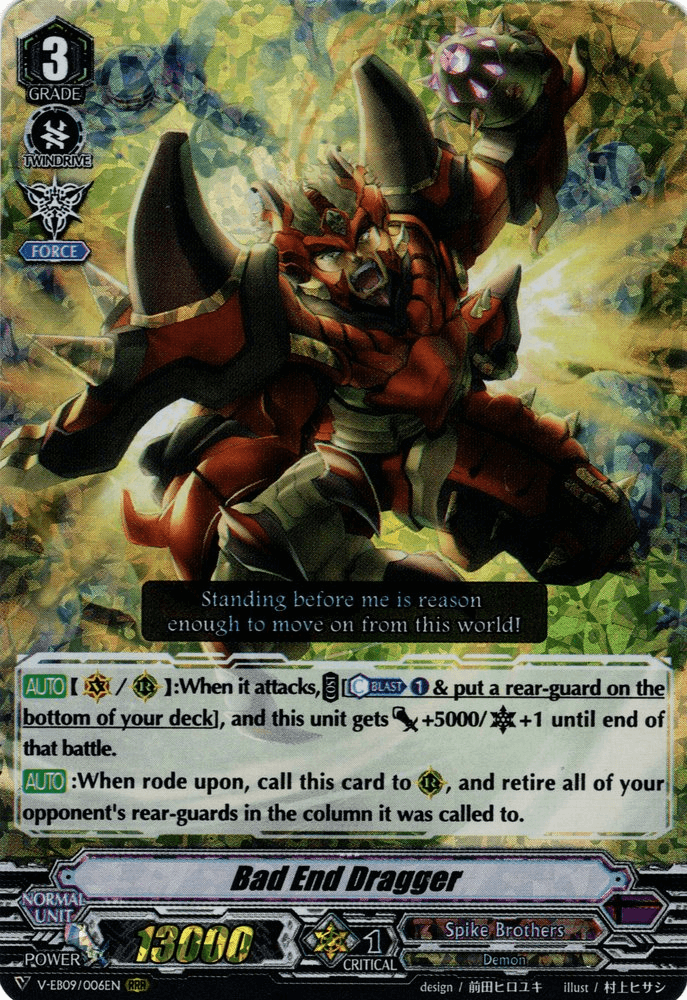 3
GRADE
TWINDRIVE
FORCE
Standing before me is reason
enough to move on from this world!
AUTO [ V / R ]:When it attacks, COST [C BLAST 1 & put a rear-guard on the
bottom of your deck], and this unit gets +5000/ +1 until end of
that battle.
AUTO :When rode upon, call this card to R, and retire all of your
opponent's rear-guards in the column it was called to.
Bad End Dragger
NORMAL
UNIT
POWER 13000
1
CRITICAL
Spike Brothers
Demon
V-EB09/006EN RRR
design / 前田ヒロユキ illust / 村上ヒサシ